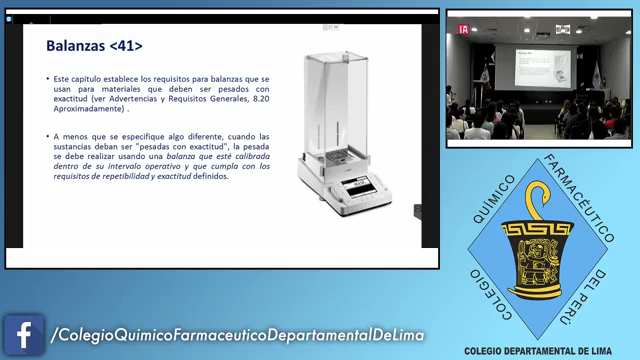 Balanzas <41>
• Este capítulo establece los requisitos para balanzas que se
usan para materiales que deben ser pesados con
exactitud (ver Advertencias y Requisitos Generales, 8.20
Aproximadamente) .
• A menos que se especifique algo diferente, cuando las
sustancias deban ser "pesadas con exactitud", la pesada
se debe realizar usando una balanza que esté calibrada
dentro de su intervalo operativo y que cumpla con los
requisitos de repetibilidad y exactitud definidos.
QUÍMICO FARMACÉUTICO
COLEGIO DEL PERÚ
COLEGIO DEPARTAMENTAL DE LIMA
f /ColegioQuimicoFarmaceuticoDepartamentalDeLima